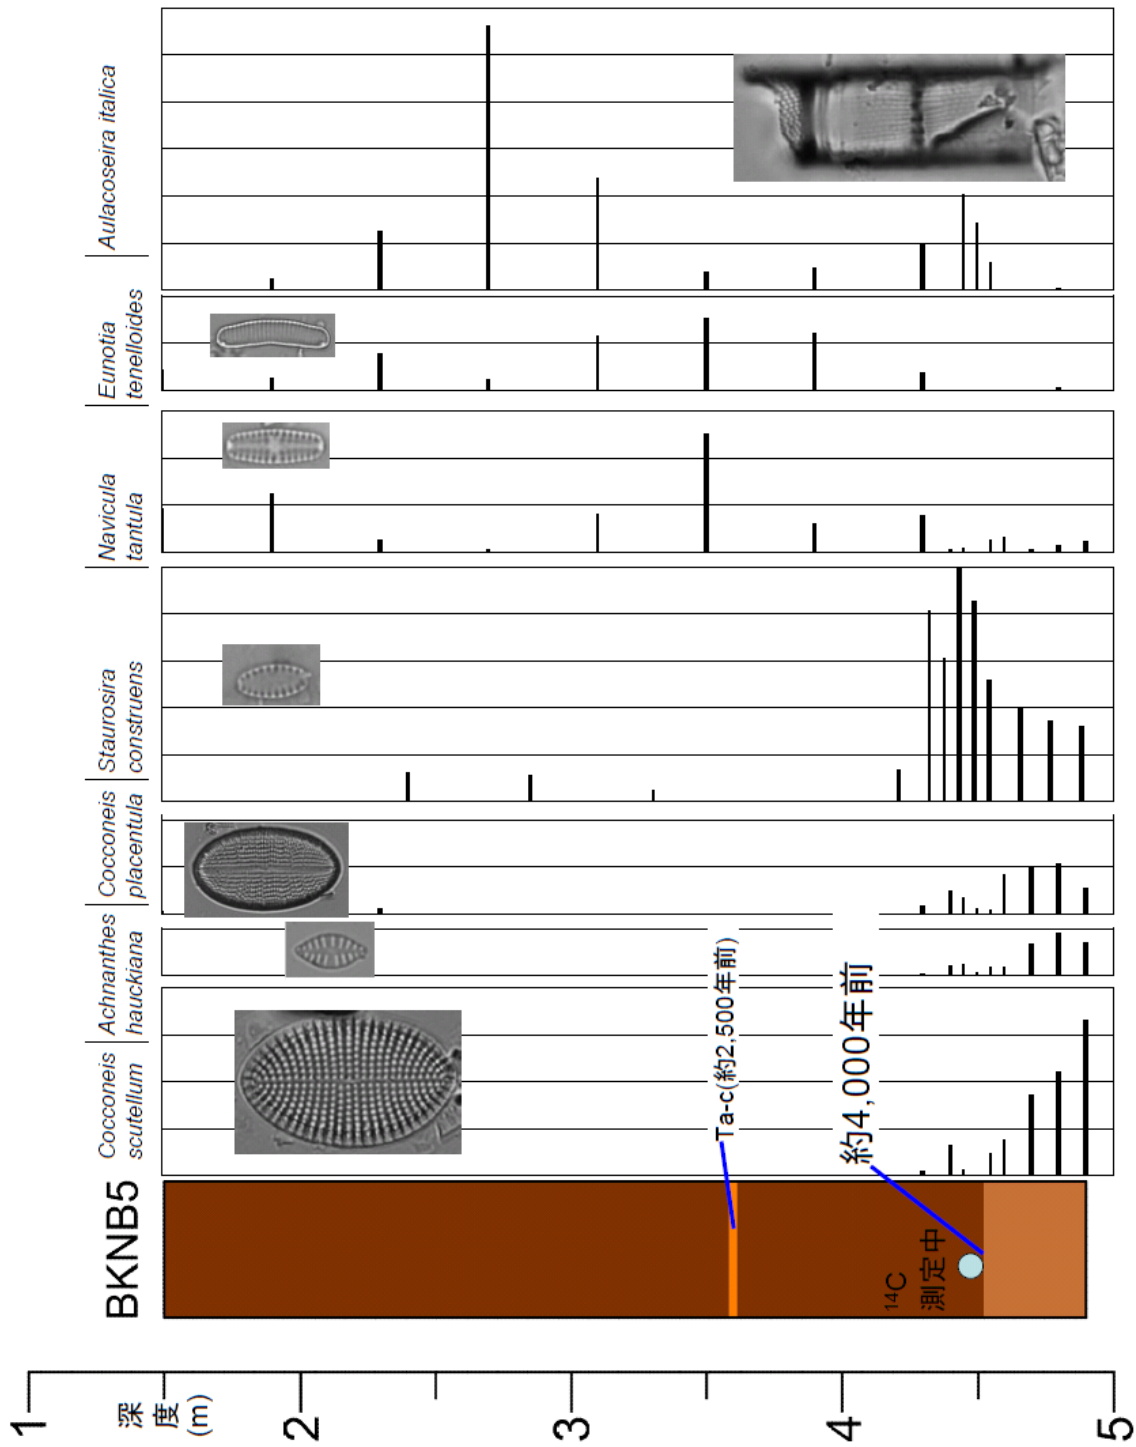 BKNB5
Cocconeis
scutellum
Achnanthes
hauckiana
Cocconeis
placentula
Staurosira
construens
Navicula
tantula
Eunotia
tenelloides
Aulacoseira italica
深
度
(m)
1
2
3
4
5
Ta-c(約2,500年前)
約4,000年前
14C
測定中